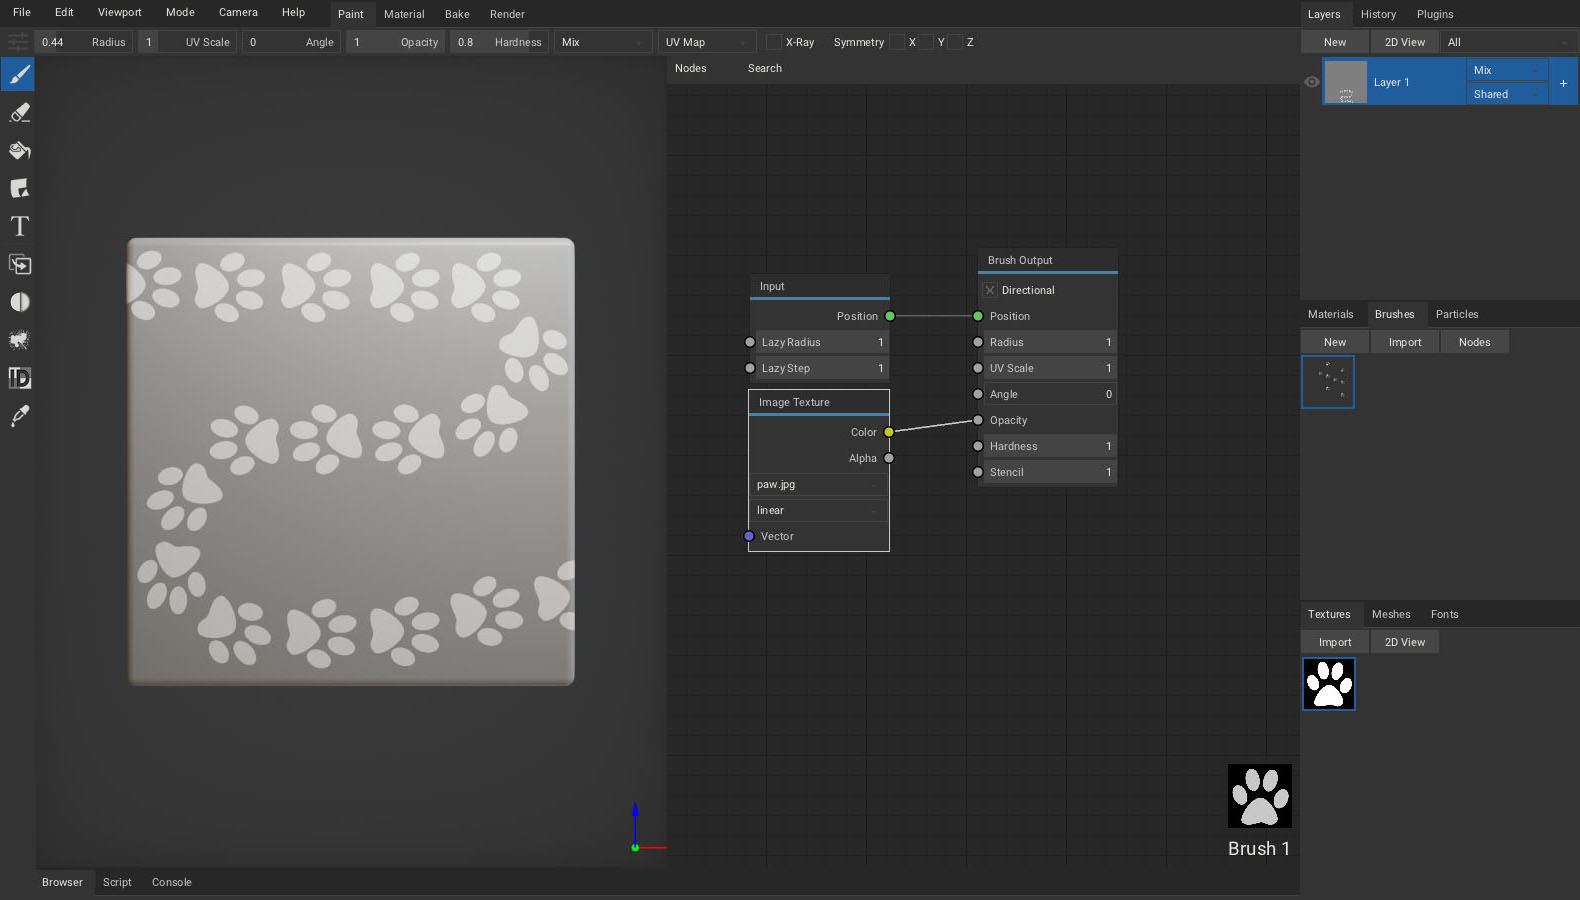 File Edit Viewport Mode Camera Help Paint Material Bake Render
Layers History Plugins
0.44 Radius 1 UV Scale 0 Angle 1 Opacity 0.8 Hardness Mix UV Map X-Ray Symmetry X Y Z
New 2D View All
Nodes Search
Layer 1 Mix
Shared
+
T
Input
Position
Lazy Radius 1
Lazy Step 1
Image Texture
Color
Alpha
paw.jpg
linear
Vector
Brush Output
Directional
Position
Radius 1
UV Scale 1
Angle 0
Opacity
Hardness 1
Stencil 1
Materials Brushes Particles
New Import Nodes
ID
Textures Meshes Fonts
Import 2D View
Brush 1
Browser Script Console